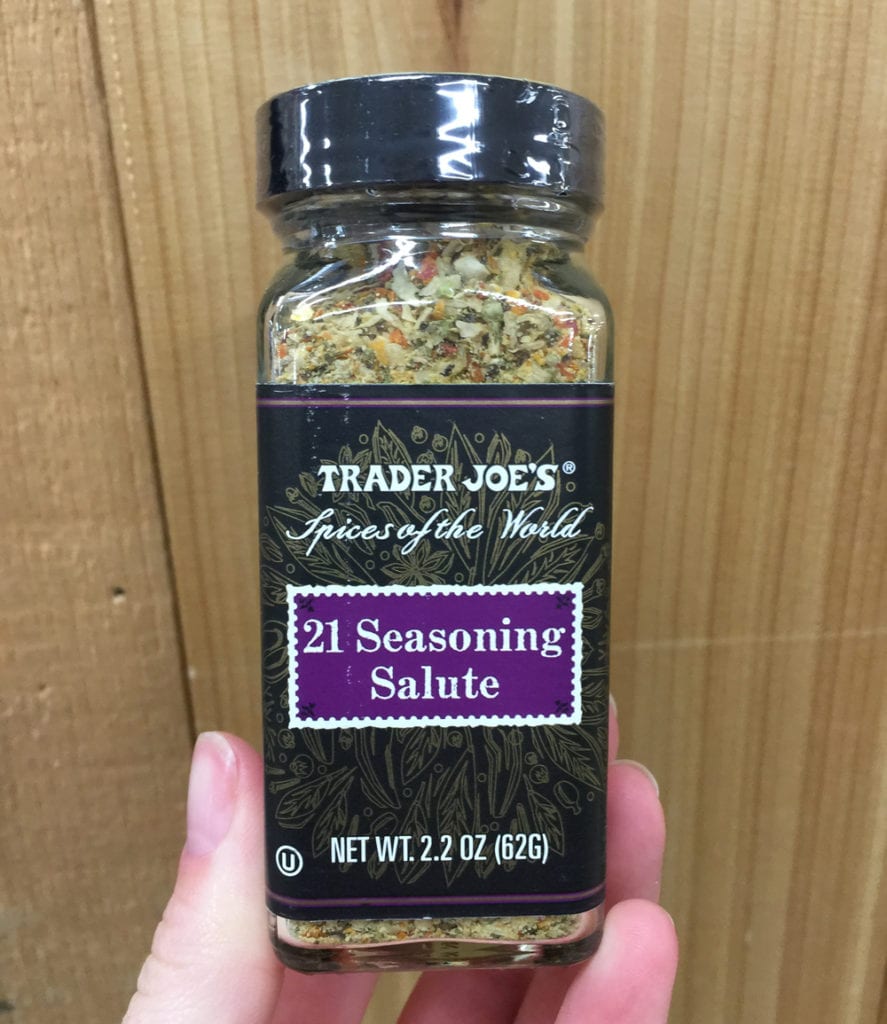 TRADER JOE'S®
Spices of the World
21 Seasoning
Salute
U
NET WT. 2.2 OZ (62G)